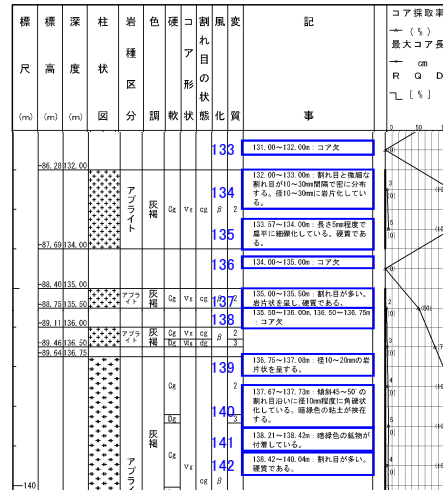 標尺 (m)
標高 (m)
深度 (m)
柱状図
岩種区分
色調
硬軟
コア形状
割れ目の状態
風化
変質
記事
コア採取率
(%)
最大コア長
cm
R Q D
[%]
0 50
133
131.00～132.00m：コア欠
-86.28 132.00
134
132.00～133.00m：割れ目と微細な
割れ目が10～30mm間隔で密に分布
する。径10～30mmに岩片化してい
る。
アプライト
灰褐
Cg Vg cg β 2
135
133.57～134.00m：長さ5mm程度で
扁平に細礫化している。硬質であ
る。
-87.69 134.00
136
134.00～135.00m：コア欠
-88.40 135.00
137
135.00～135.50m：割れ目が多い。
岩片状を呈し、硬質である。
アプライト
灰褐
Cg Vg cg β 2
-88.75 135.50
138
135.50～136.00m, 136.50～136.75m
：コア欠
-89.11 136.00
アプライト
灰褐
Cg Vg cg β 2
-89.46 136.50
Dg dg 3
-89.64 136.75
139
136.75～137.08m：径10～20mmの岩
片状を呈する。
Cg 2
140
137.67～137.73m：傾斜45～50°の
割れ目沿いに径10mm程度に角礫状
化している。暗緑色の粘土が挟在
する。
Dg 3
灰褐
141
138.21～138.42m：暗緑色の鉱物が
付着している。
Cg Vg
142
138.42～140.04m：割れ目が多い。
硬質である。
アプライ
cg β
-140